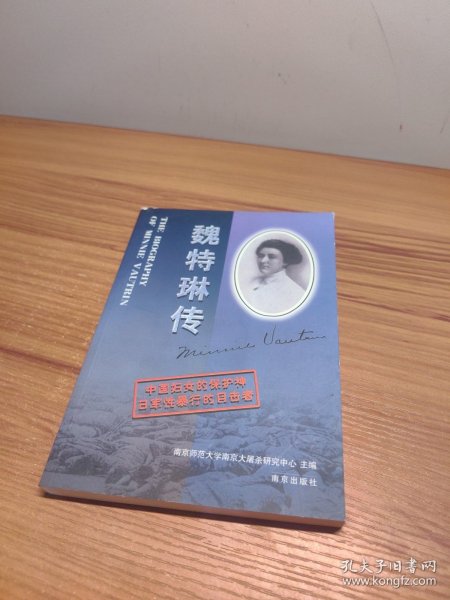 THE BIOGRAPHY
OF MINNIE VAUTRIN
魏特琳传
Minnie Vautrin
中国妇女的保护神
日军性暴行的目击者
南京师范大学南京大屠杀研究中心 主编
南京出版社
孔夫子旧书网
www.kongfz.com